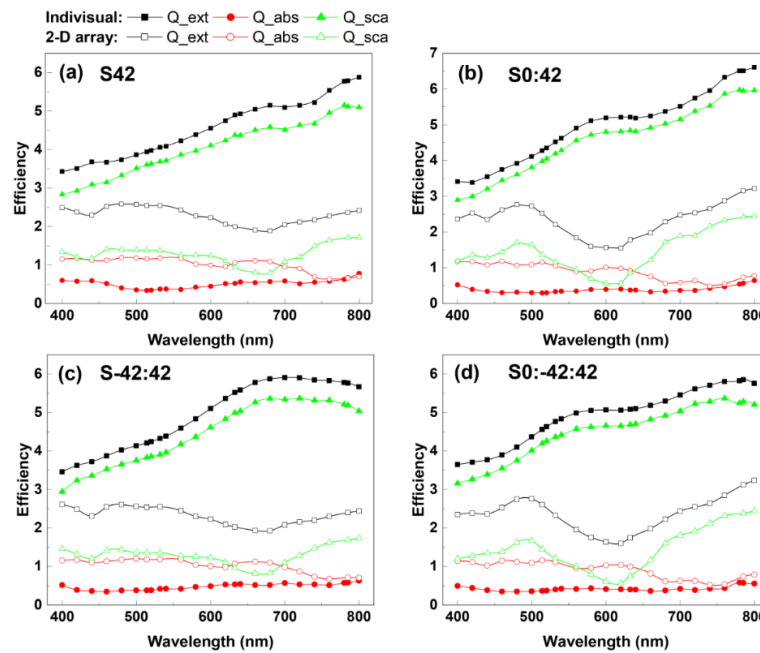 Indivisual: Q_ext Q_abs Q_sca
2-D array: Q_ext Q_abs Q_sca
(a) S42
Efficiency
6
5
4
3
2
1
0
400 500 600 700 800
Wavelength (nm)
(b) S0:42
Efficiency
7
6
5
4
3
2
1
0
400 500 600 700 800
Wavelength (nm)
(c) S-42:42
Efficiency
6
5
4
3
2
1
0
400 500 600 700 800
Wavelength (nm)
(d) S0:-42:42
Efficiency
6
5
4
3
2
1
0
400 500 600 700 800
Wavelength (nm)